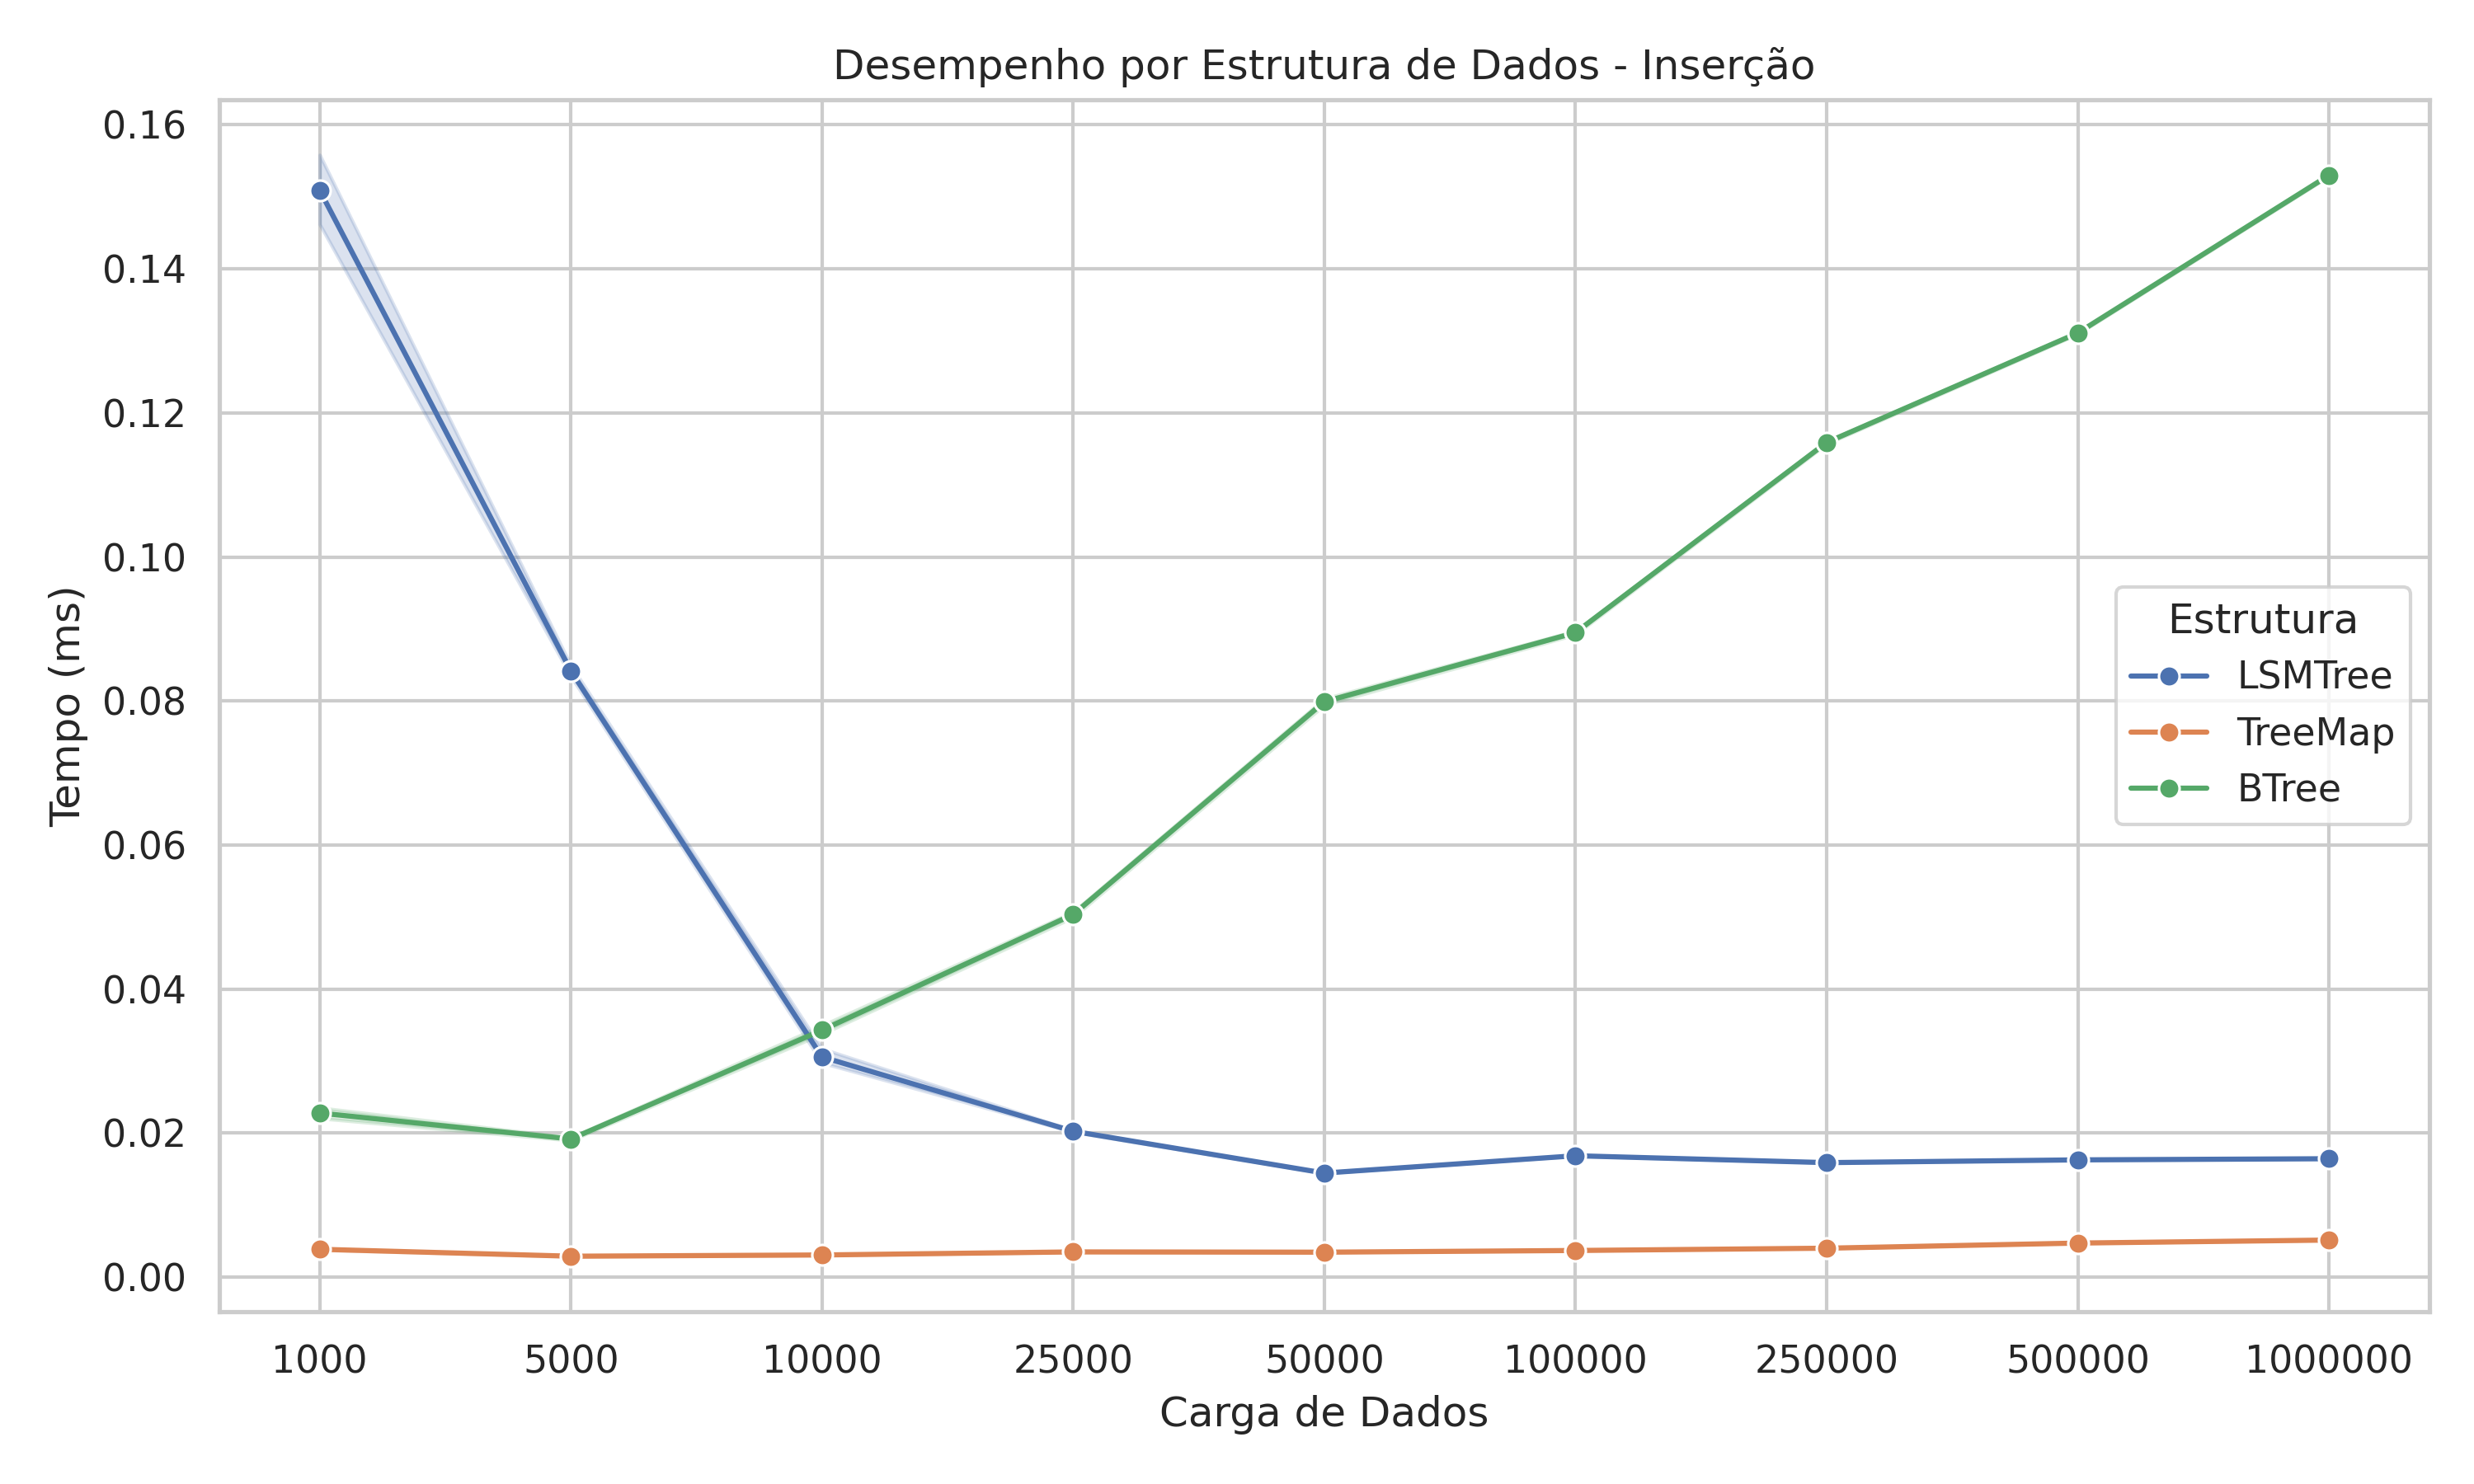 Desempenho por Estrutura de Dados - Inserção
0.16
0.14
0.12
0.10
0.08
0.06
0.04
0.02
0.00
Tempo (ms)
Estrutura
LSMTree
TreeMap
BTree
1000 5000 10000 25000 50000 100000 250000 500000 1000000
Carga de Dados